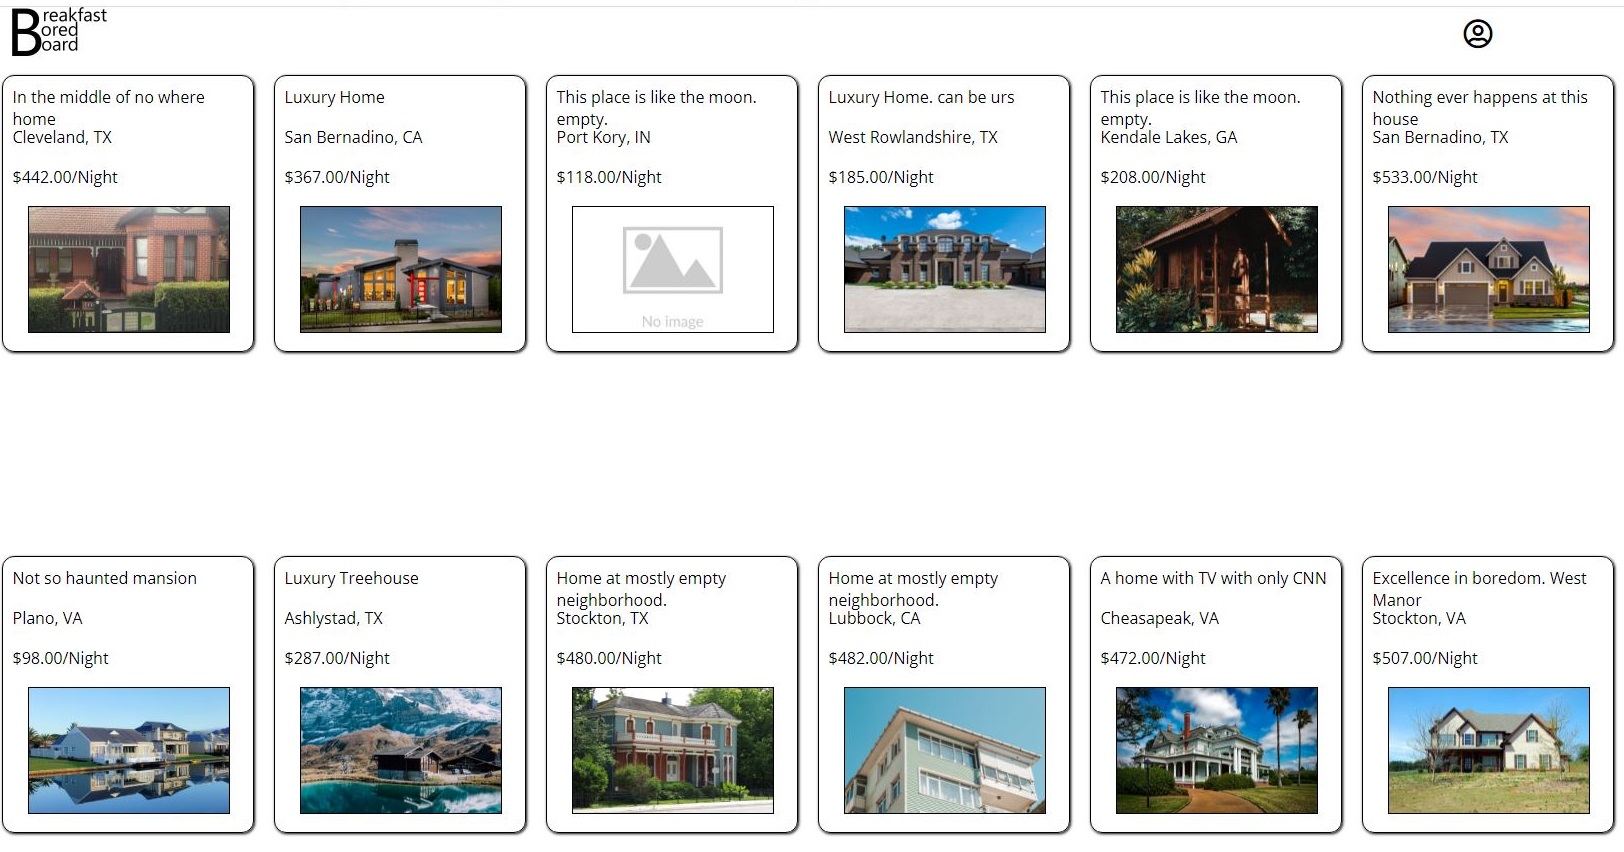 Breakfast
Bored
Board
In the middle of no where
home
Cleveland, TX
$442.00/Night
Luxury Home
San Bernadino, CA
$367.00/Night
This place is like the moon.
empty.
Port Kory, IN
$118.00/Night
No image
Luxury Home. can be urs
West Rowlandshire, TX
$185.00/Night
This place is like the moon.
empty.
Kendale Lakes, GA
$208.00/Night
Nothing ever happens at this
house
San Bernadino, TX
$533.00/Night
Not so haunted mansion
Plano, VA
$98.00/Night
Luxury Treehouse
Ashlystad, TX
$287.00/Night
Home at mostly empty
neighborhood.
Stockton, TX
$480.00/Night
Home at mostly empty
neighborhood.
Lubbock, CA
$482.00/Night
A home with TV with only CNN
Cheasapeak, VA
$472.00/Night
Excellence in boredom. West
Manor
Stockton, VA
$507.00/Night